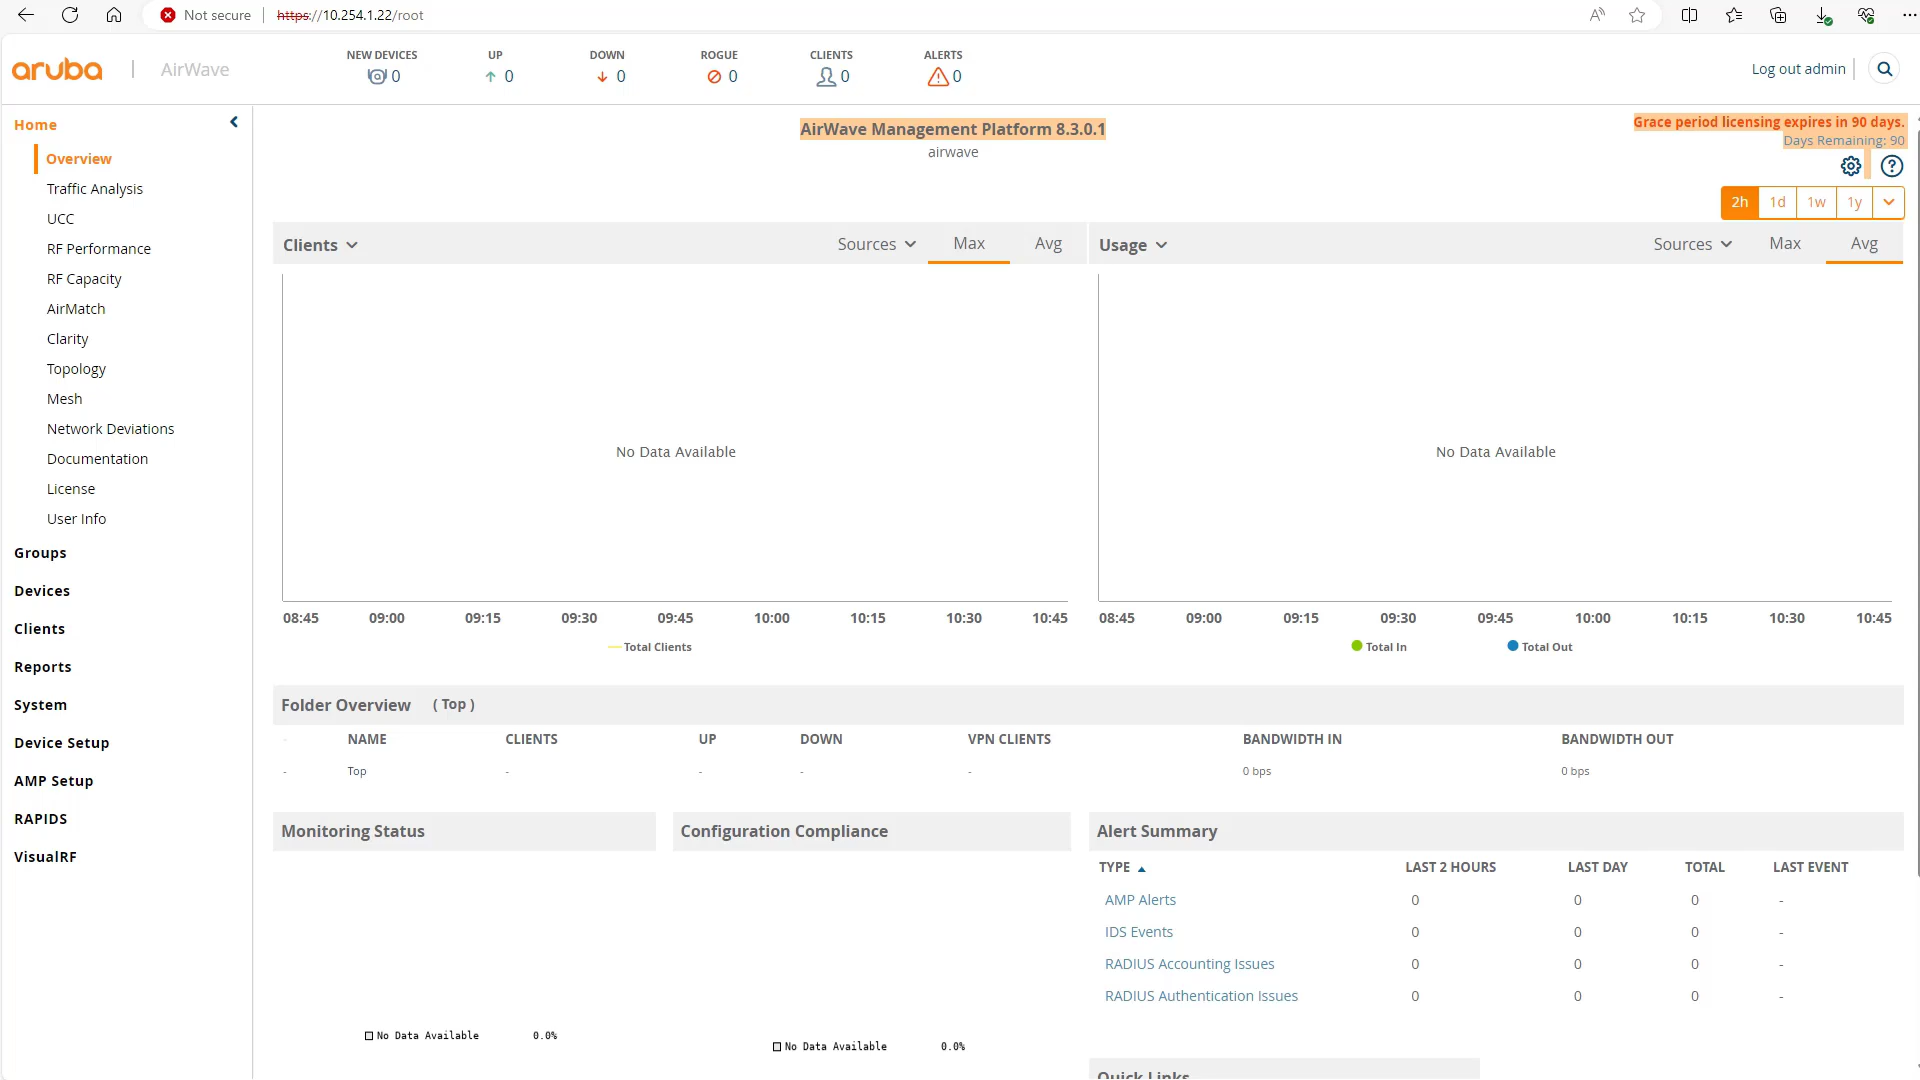 Not secure | https://10.254.1.22/root
aruba | AirWave
NEW DEVICES UP DOWN ROGUE CLIENTS ALERTS
0 0 0 0 0 0
Log out admin
Home
Overview
Traffic Analysis
UCC
RF Performance
RF Capacity
AirMatch
Clarity
Topology
Mesh
Network Deviations
Documentation
License
User Info
Groups
Devices
Clients
Reports
System
Device Setup
AMP Setup
RAPIDS
VisualRF
AirWave Management Platform 8.3.0.1
airwave
Grace period licensing expires in 90 days.
Days Remaining: 90
2h 1d 1w 1y
Clients Sources Max Avg
No Data Available
08:45 09:00 09:15 09:30 09:45 10:00 10:15 10:30 10:45
Total Clients
Usage Sources Max Avg
No Data Available
08:45 09:00 09:15 09:30 09:45 10:00 10:15 10:30 10:45
Total In Total Out
Folder Overview ( Top )
- NAME CLIENTS UP DOWN VPN CLIENTS BANDWIDTH IN BANDWIDTH OUT
- Top - - - - 0 bps 0 bps
Monitoring Status
No Data Available 0.0%
Configuration Compliance
No Data Available 0.0%
Alert Summary
TYPE LAST 2 HOURS LAST DAY TOTAL LAST EVENT
AMP Alerts 0 0 0 -
IDS Events 0 0 0 -
RADIUS Accounting Issues 0 0 0 -
RADIUS Authentication Issues 0 0 0 -
Quick Links